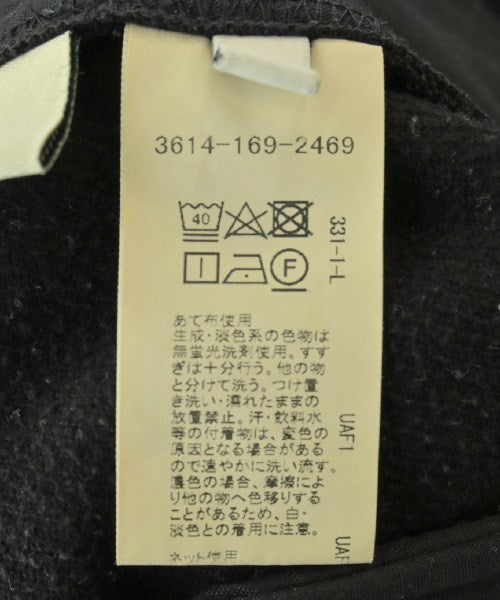 3614-169-2469
40
F
331-1-L
あて布使用
生成・淡色系の色物は
無蛍光洗剤使用。すす
ぎは十分行う。他の物
と分けて洗う。つけ置
き洗い・濡れたままの
放置禁止。汗・飲料水
等の付着物は、変色の
原因となる場合がある
ので速やかに洗い流す。
濃色の場合、摩擦によ
り他の物へ色移りする
ことがあるため、白・
淡色との着用に注意。
ネット使用
UAF1
UAF